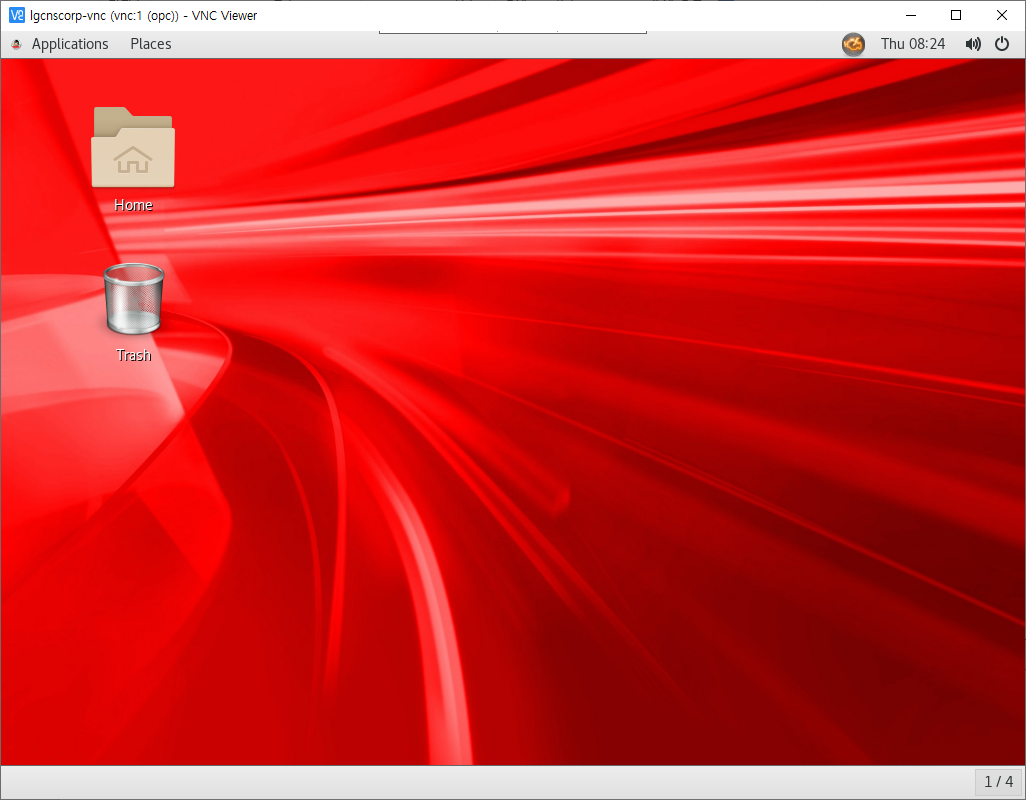 lgcnscorp-vnc (vnc:1 (opc)) - VNC Viewer
Applications Places Thu 08:24
Home
Trash
1 / 4